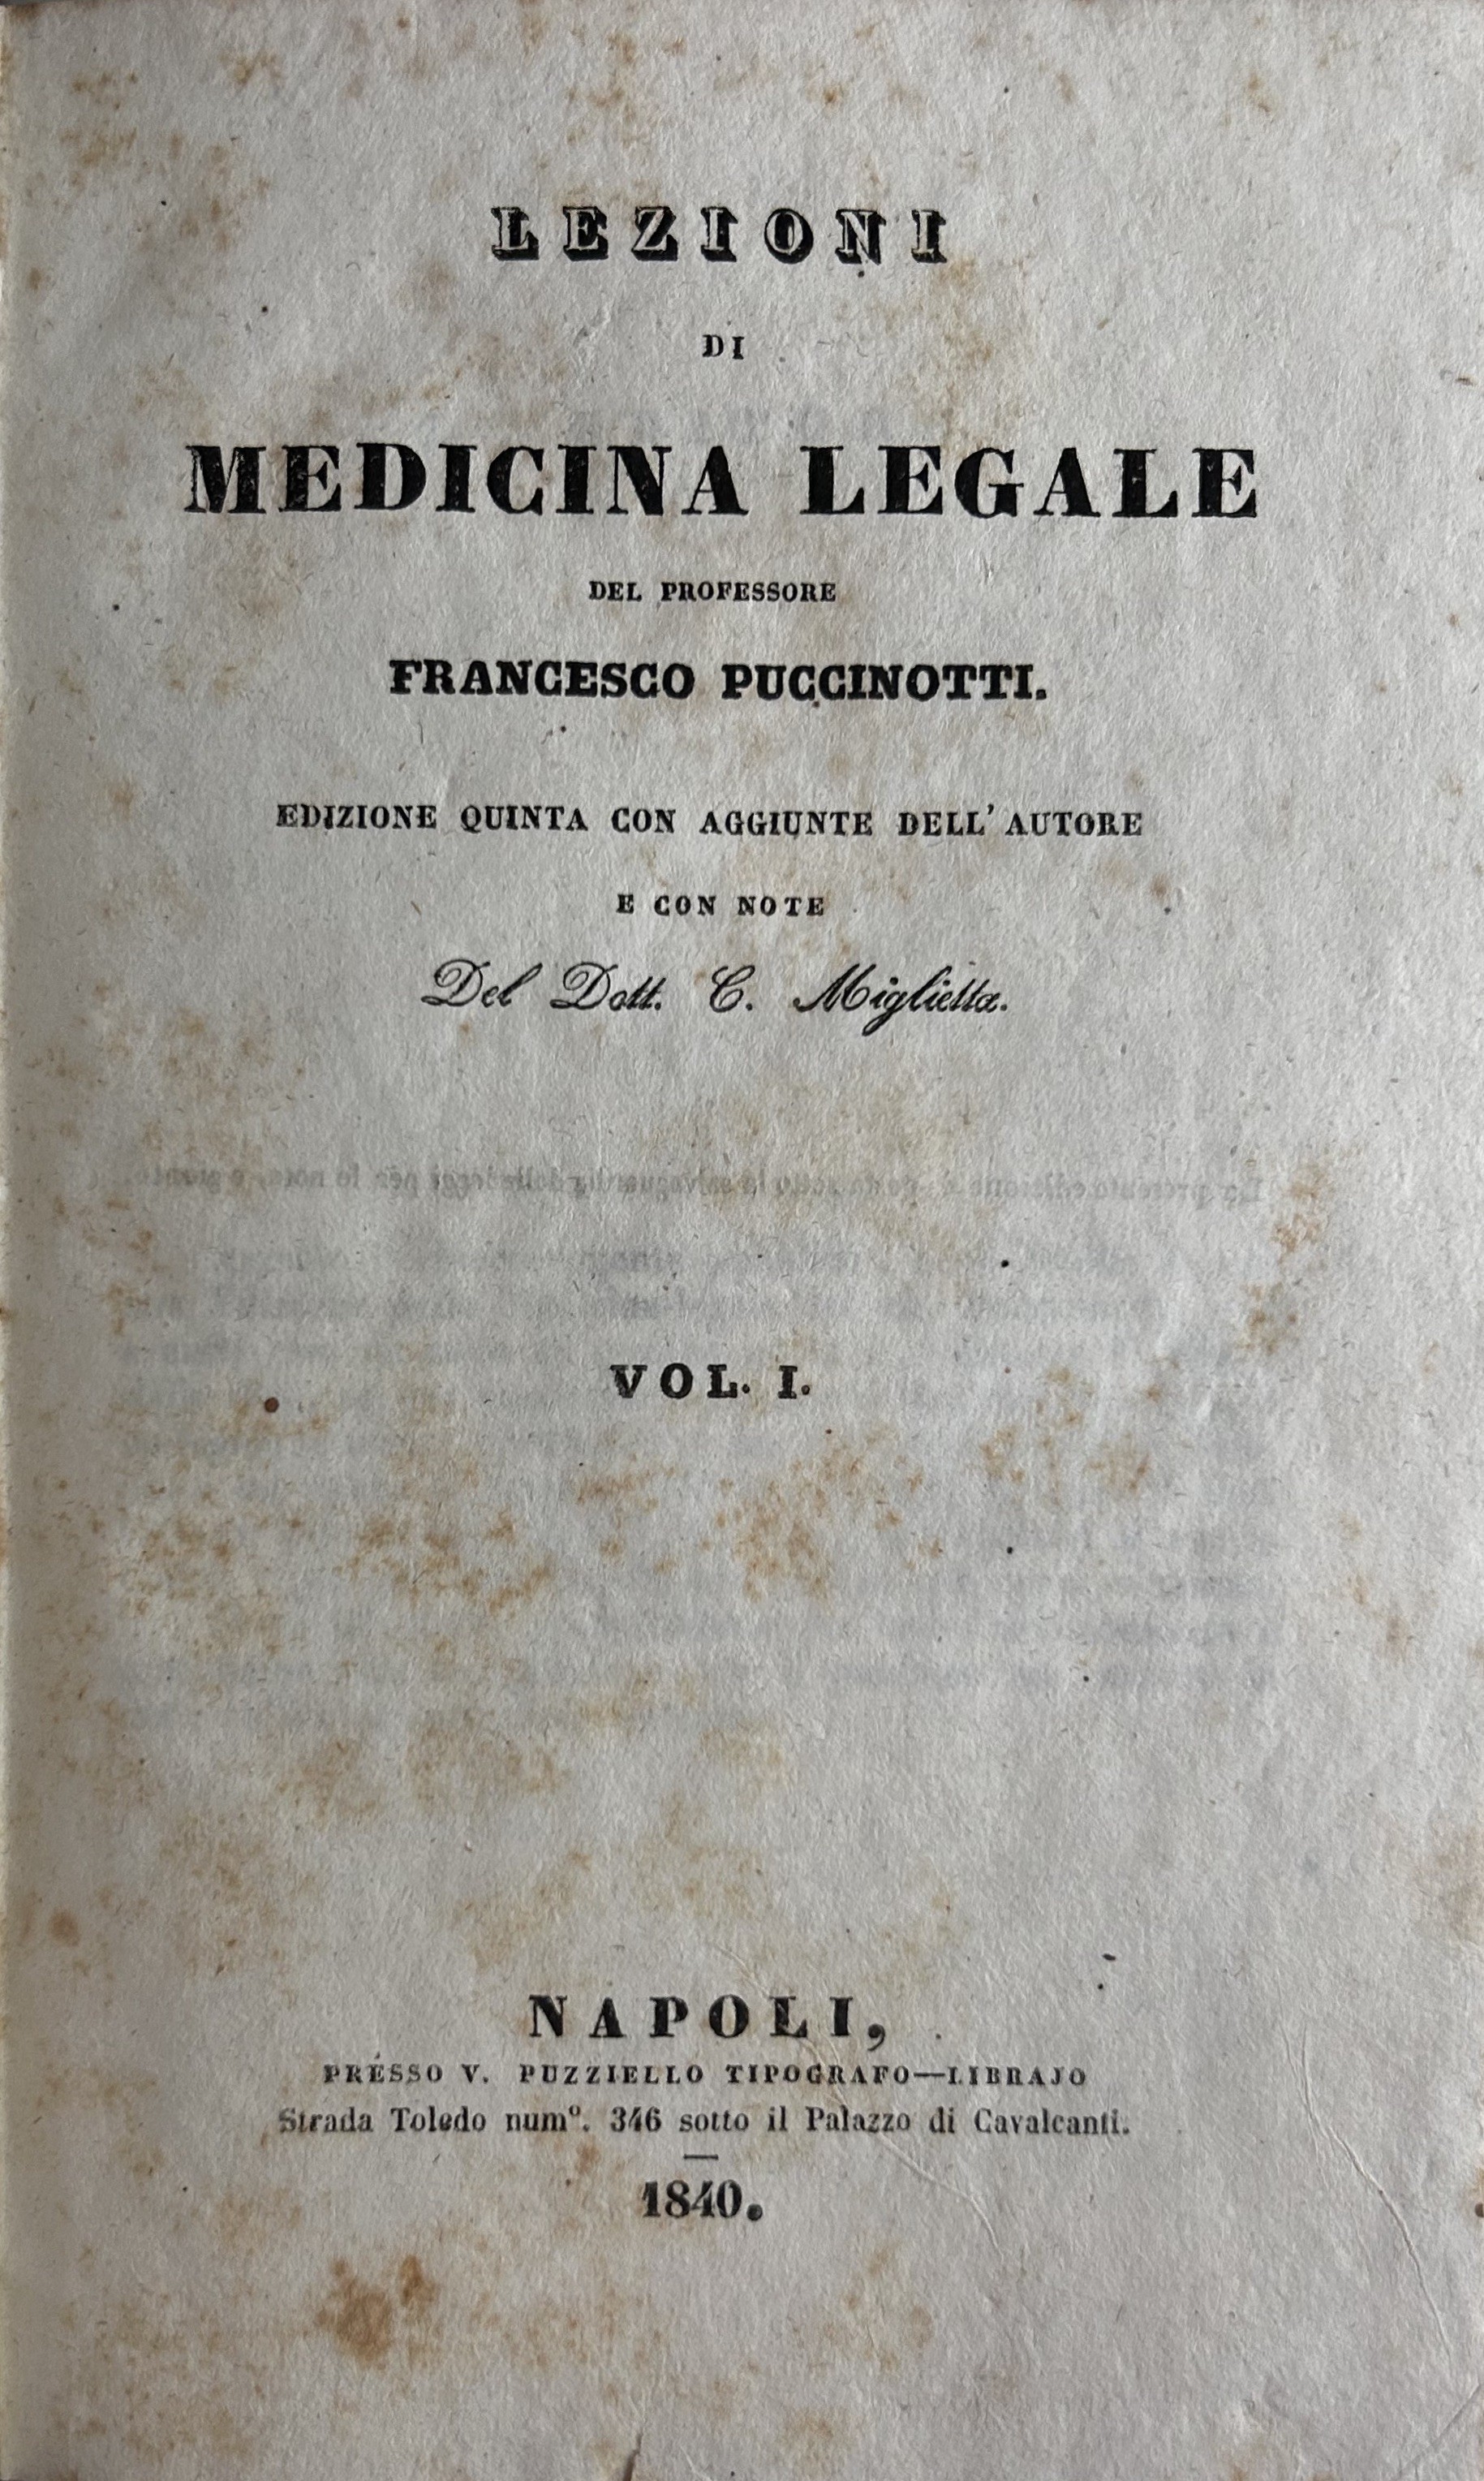 LEZIONI
DI
MEDICINA LEGALE
DEL PROFESSORE
FRANCESCO PUCCINOTTI.
EDIZIONE QUINTA CON AGGIUNTE DELL' AUTORE
E CON NOTE
Del Dott. C. Miglietta.
VOL. I.
NAPOLI,
PRESSO V. PUZZIELLO TIPOGRAFO—LIBRAJO
Strada Toledo num°. 346 sotto il Palazzo di Cavalcanti.
1840.